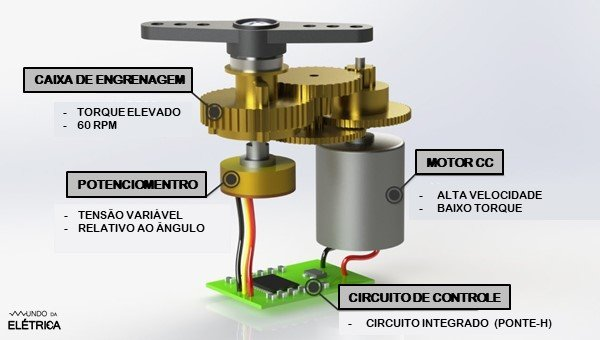 CAIXA DE ENGRENAGEM
- TORQUE ELEVADO
- 60 RPM
POTENCIOMENTRO
- TENSÃO VARIÁVEL
- RELATIVO AO ÂNGULO
MOTOR CC
- ALTA VELOCIDADE
- BAIXO TORQUE
CIRCUITO DE CONTROLE
- CIRCUITO INTEGRADO (PONTE-H)
MUNDO DA
ELÉTRICA